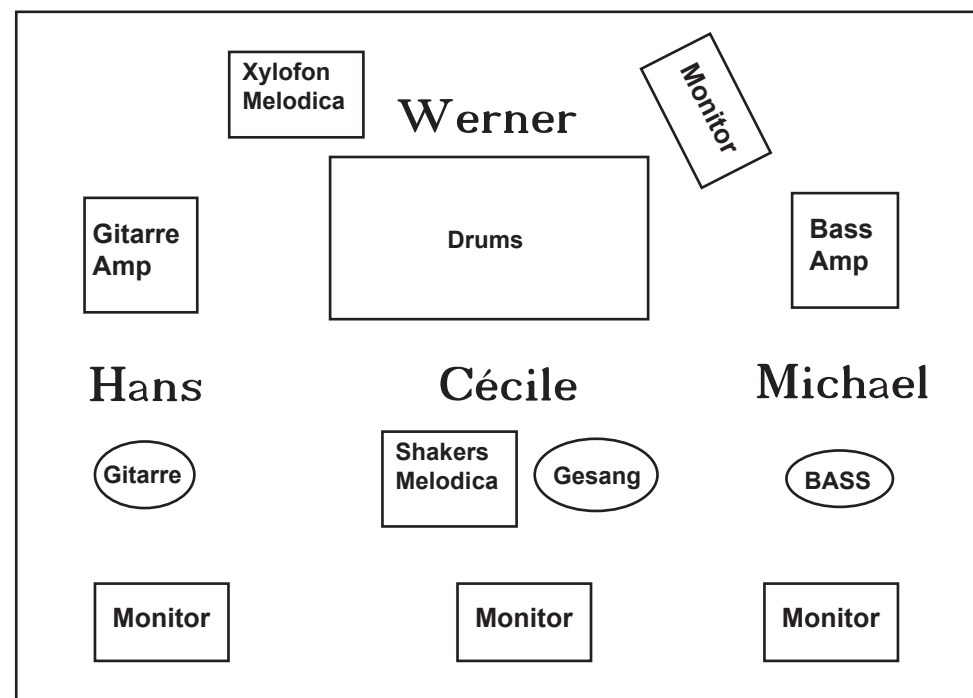 Xylofon
Melodica
Werner
Monitor
Gitarre
Amp
Drums
Bass
Amp
Hans
Cécile
Michael
Gitarre
Shakers
Melodica
Gesang
BASS
Monitor
Monitor
Monitor